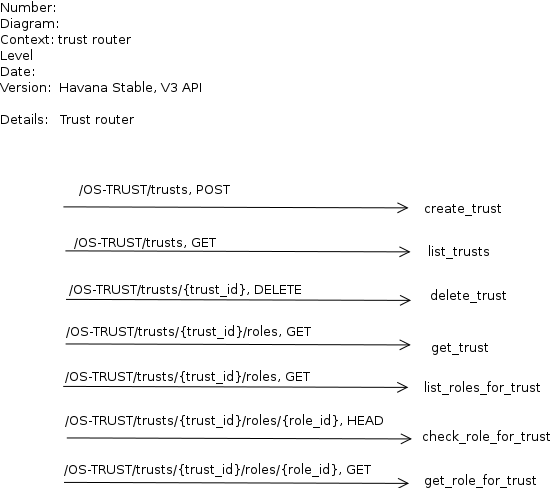 Number:
Diagram:
Context: trust router
Level
Date:
Version: Havana Stable, V3 API
Details: Trust router
/OS-TRUST/trusts, POST
create_trust
/OS-TRUST/trusts, GET
list_trusts
/OS-TRUST/trusts/{trust_id}, DELETE
delete_trust
/OS-TRUST/trusts/{trust_id}/roles, GET
get_trust
/OS-TRUST/trusts/{trust_id}/roles, GET
list_roles_for_trust
/OS-TRUST/trusts/{trust_id}/roles/{role_id}, HEAD
check_role_for_trust
/OS-TRUST/trusts/{trust_id}/roles/{role_id}, GET
get_role_for_trust